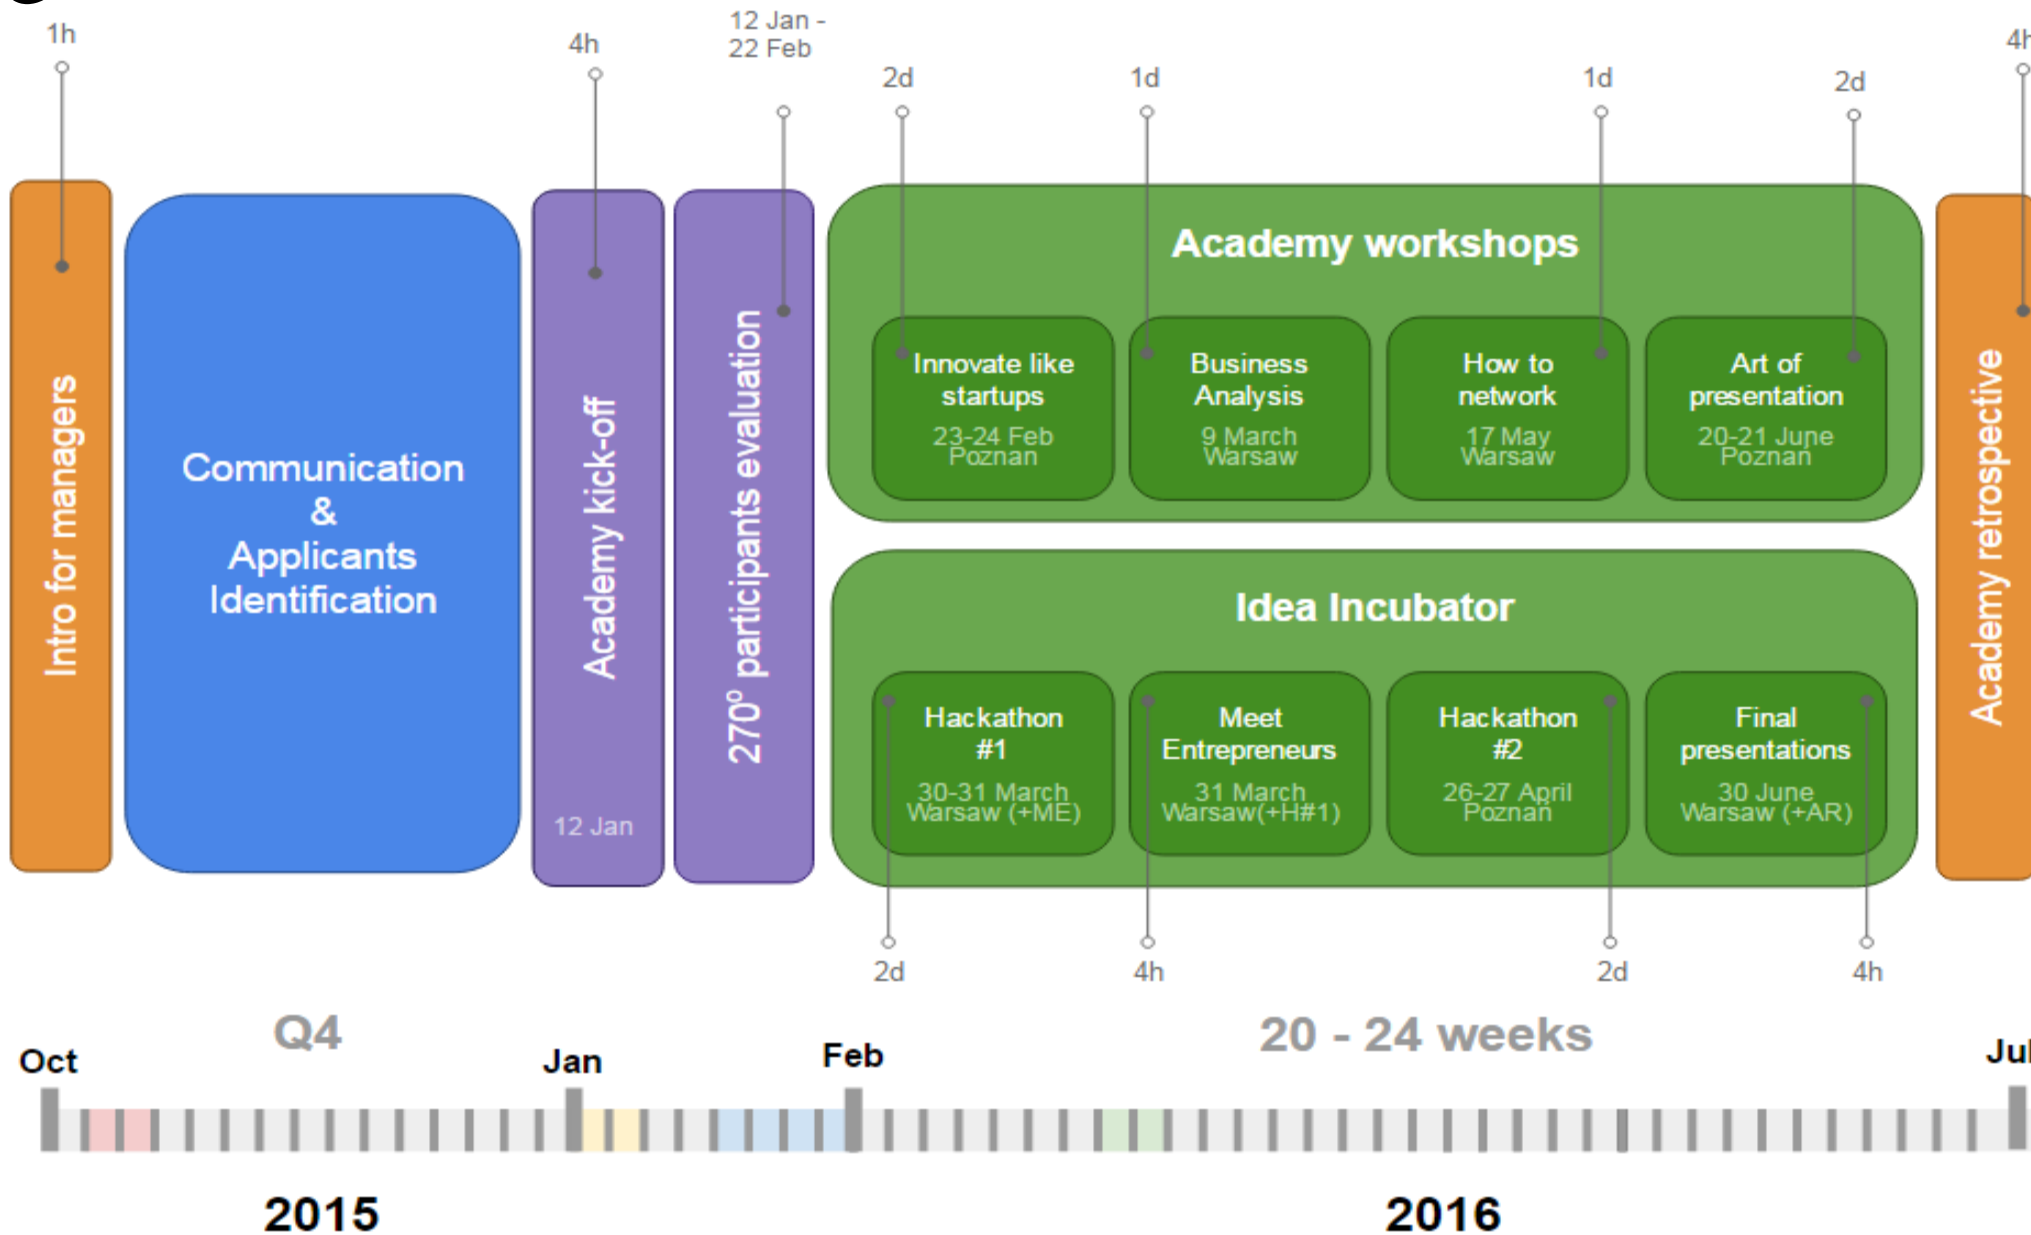 1h
4h
12 Jan -
22 Feb
2d
1d
1d
2d
4h
Intro for managers
Communication
&
Applicants
Identification
Academy kick-off
12 Jan
270º participants evaluation
Academy workshops
Innovate like
startups
23-24 Feb
Poznan
Business
Analysis
9 March
Warsaw
How to
network
17 May
Warsaw
Art of
presentation
20-21 June
Poznan
Idea Incubator
Hackathon
#1
30-31 March
Warsaw (+ME)
Meet
Entrepreneurs
31 March
Warsaw(+H#1)
Hackathon
#2
26-27 April
Poznan
Final
presentations
30 June
Warsaw (+AR)
Academy retrospective
2d
4h
2d
4h
Q4
20 - 24 weeks
Oct
Jan
Feb
Jul
2015
2016